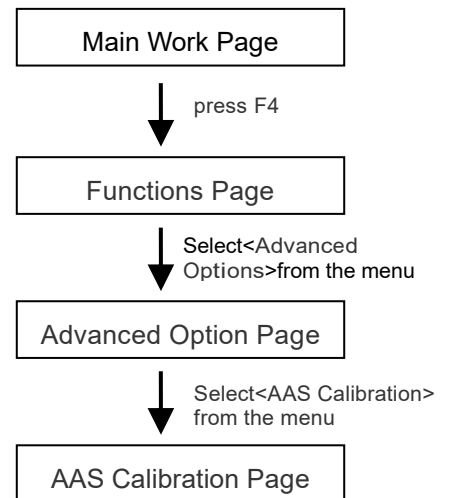 Main Work Page
press F4
Functions Page
Select<Advanced
Options>from the menu
Advanced Option Page
Select<AAS Calibration>
from the menu
AAS Calibration Page